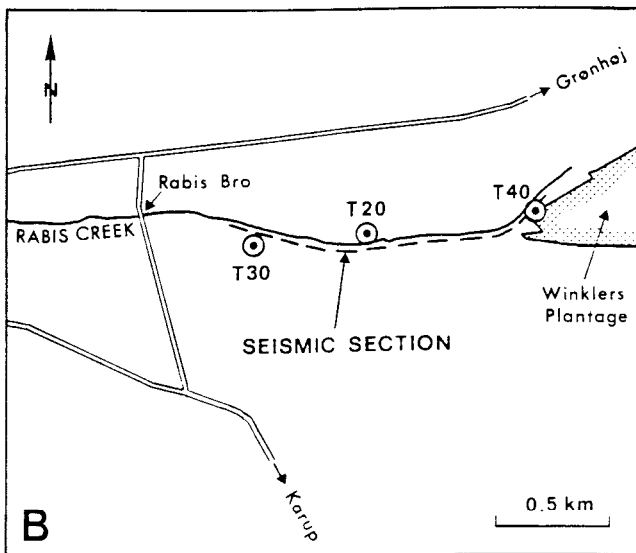 N
Grønhøj
Rabis Bro
T40
T20
RABIS CREEK
T30
Winklers
Plantage
SEISMIC SECTION
Karup
B
0.5 km